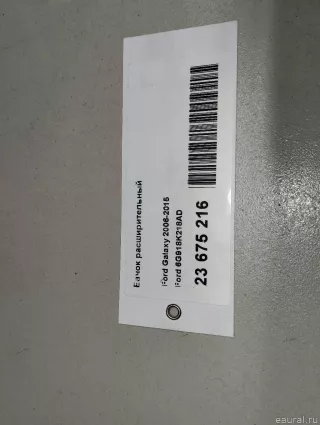 Бачок расширительный
Ford Galaxy 2006-2015
Ford 6G918K218AD
23 675 216
eaural.ru